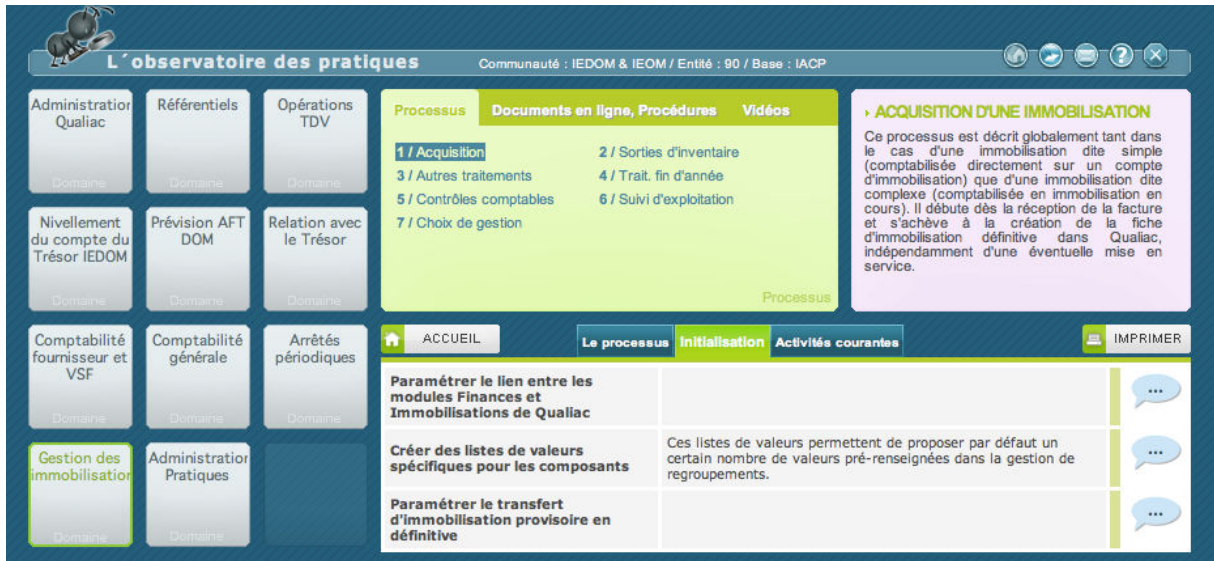 L´observatoire des pratiques
Communauté : IEDOM & IEOM / Entité : 90 / Base : IACP
Administration
Qualiac
Domaine
Référentiels
Domaine
Opérations
TDV
Domaine
Nivellement
du compte du
Trésor IEDOM
Domaine
Prévision AFT
DOM
Domaine
Relation avec
le Trésor
Domaine
Comptabilité
fournisseur et
VSF
Domaine
Comptabilité
générale
Domaine
Arrêtés
périodiques
Domaine
Gestion des
immobilisation
Domaine
Administration
Pratiques
Domaine
Processus
Documents en ligne, Procédures
Vidéos
1 / Acquisition
2 / Sorties d'inventaire
3 / Autres traitements
4 / Trait. fin d'année
5 / Contrôles comptables
6 / Suivi d'exploitation
7 / Choix de gestion
Processus
› ACQUISITION D'UNE IMMOBILISATION
Ce processus est décrit globalement tant dans
le cas d'une immobilisation dite simple
(comptabilisée directement sur un compte
d'immobilisation) que d'une immobilisation dite
complexe (comptabilisée en immobilisation en
cours). Il débute dès la réception de la facture
et s'achève à la création de la fiche
d'immobilisation définitive dans Qualiac,
indépendamment d'une éventuelle mise en
service.
ACCUEIL
Le processus
Initialisation
Activités courantes
IMPRIMER
Paramétrer le lien entre les
modules Finances et
Immobilisations de Qualiac
...
Créer des listes de valeurs
spécifiques pour les composants
Ces listes de valeurs permettent de proposer par défaut un
certain nombre de valeurs pré-renseignées dans la gestion de
regroupements.
...
Paramétrer le transfert
d'immobilisation provisoire en
définitive
...